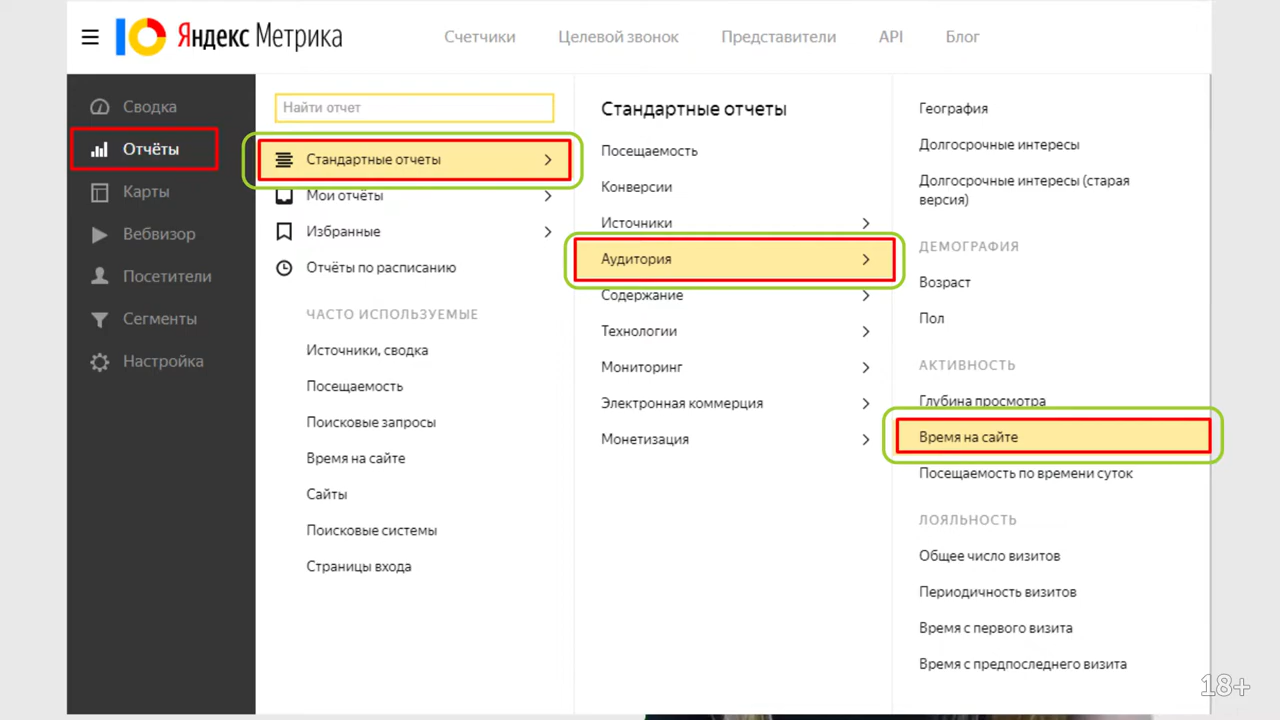 Яндекс Метрика
Счетчики
Целевой звонок
Представители
API
Блог
Сводка
Отчёты
Карты
Вебвизор
Посетители
Сегменты
Настройка
Найти отчет
Стандартные отчеты
Мои отчёты
Избранные
Отчёты по расписанию
ЧАСТО ИСПОЛЬЗУЕМЫЕ
Источники, сводка
Посещаемость
Поисковые запросы
Время на сайте
Сайты
Поисковые системы
Страницы входа
Стандартные отчеты
Посещаемость
Конверсии
Источники
Аудитория
Содержание
Технологии
Мониторинг
Электронная коммерция
Монетизация
География
Долгосрочные интересы
Долгосрочные интересы (старая
версия)
ДЕМОГРАФИЯ
Возраст
Пол
АКТИВНОСТЬ
Глубина просмотра
Время на сайте
Посещаемость по времени суток
ЛОЯЛЬНОСТЬ
Общее число визитов
Периодичность визитов
Время с первого визита
Время с предпоследнего визита
18+